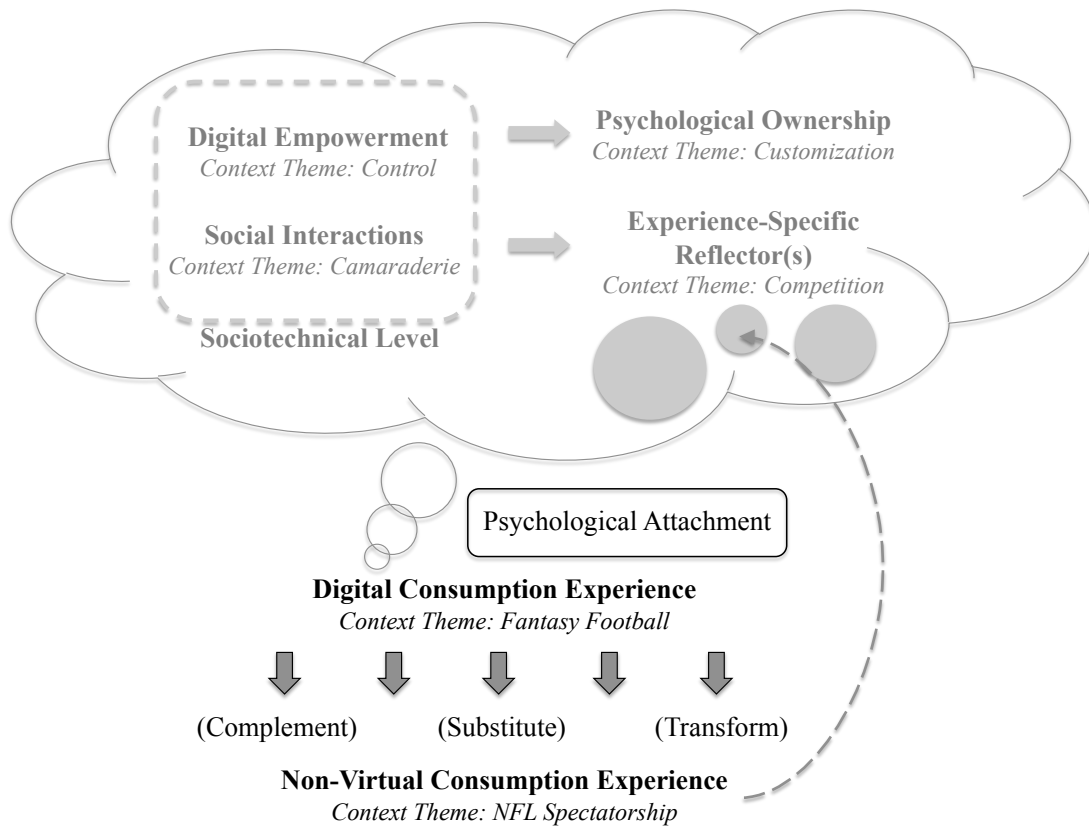 Digital Empowerment
Context Theme: Control
Psychological Ownership
Context Theme: Customization
Social Interactions
Context Theme: Camaraderie
Experience-Specific
Reflector(s)
Context Theme: Competition
Sociotechnical Level
Psychological Attachment
Digital Consumption Experience
Context Theme: Fantasy Football
(Complement)
(Substitute)
(Transform)
Non-Virtual Consumption Experience
Context Theme: NFL Spectatorship